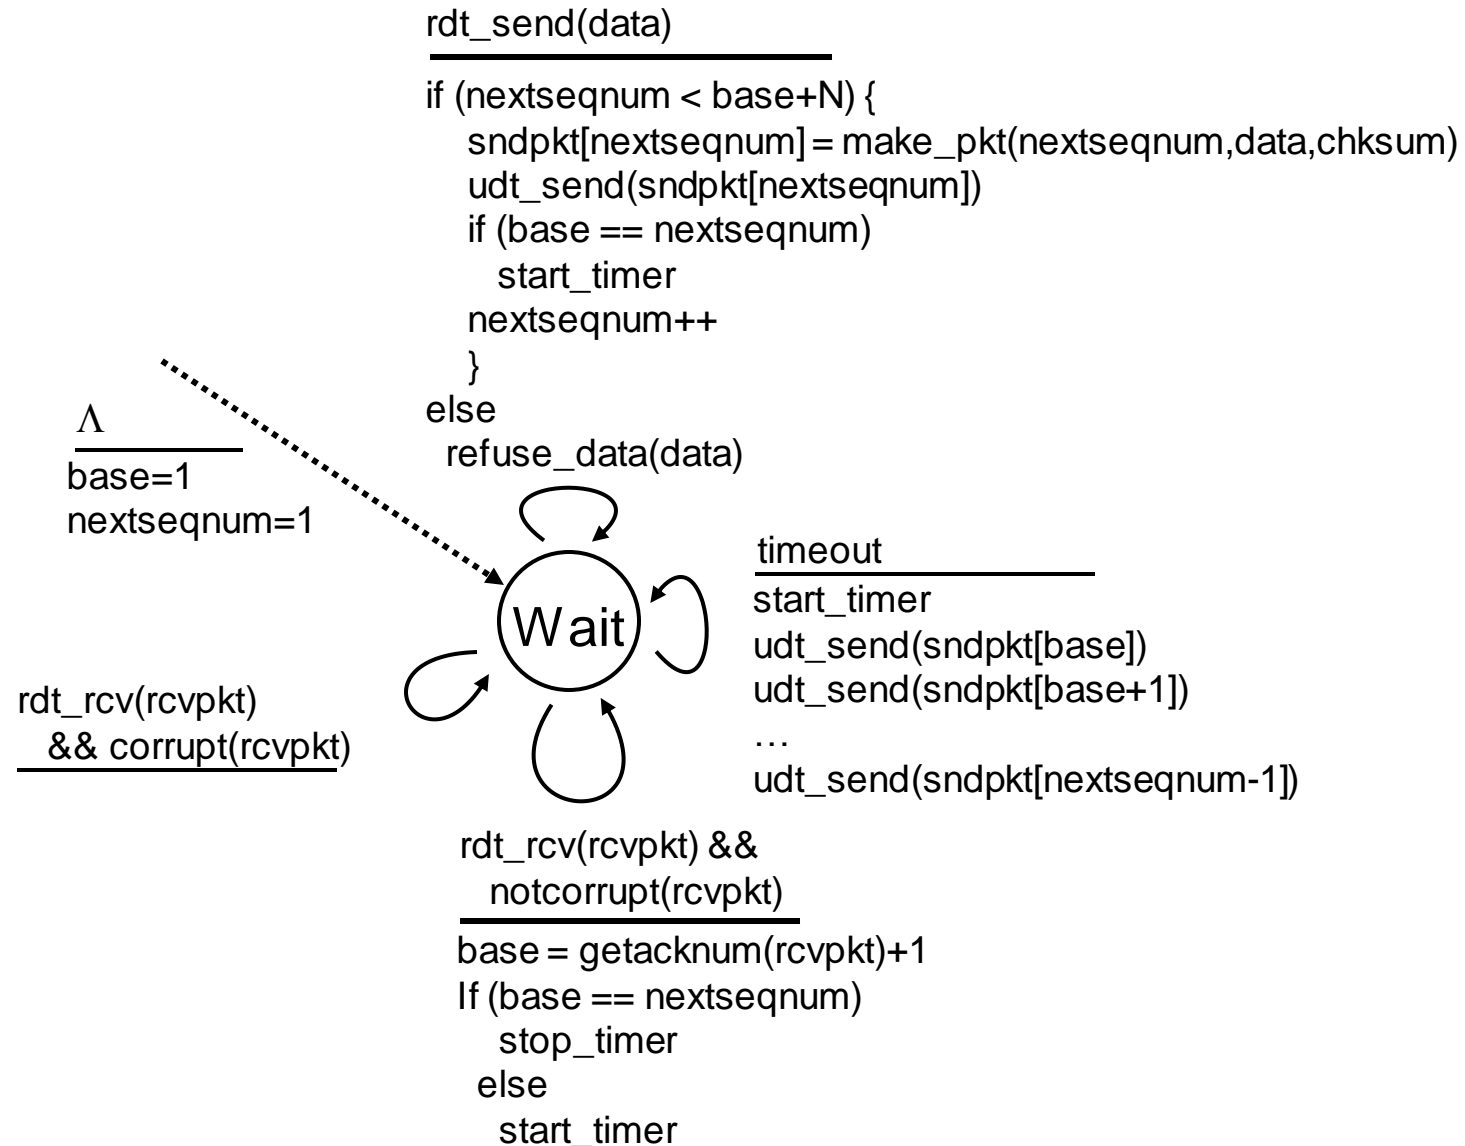 rdt_send(data)
if (nextseqnum < base+N) {
sndpkt[nextseqnum] = make_pkt(nextseqnum,data,chksum)
udt_send(sndpkt[nextseqnum])
if (base == nextseqnum)
start_timer
nextseqnum++
}
else
refuse_data(data)
Λ
base=1
nextseqnum=1
Wait
timeout
start_timer
udt_send(sndpkt[base])
udt_send(sndpkt[base+1])
…
udt_send(sndpkt[nextseqnum-1])
rdt_rcv(rcvpkt)
&& corrupt(rcvpkt)
rdt_rcv(rcvpkt) &&
notcorrupt(rcvpkt)
base = getacknum(rcvpkt)+1
If (base == nextseqnum)
stop_timer
else
start_timer